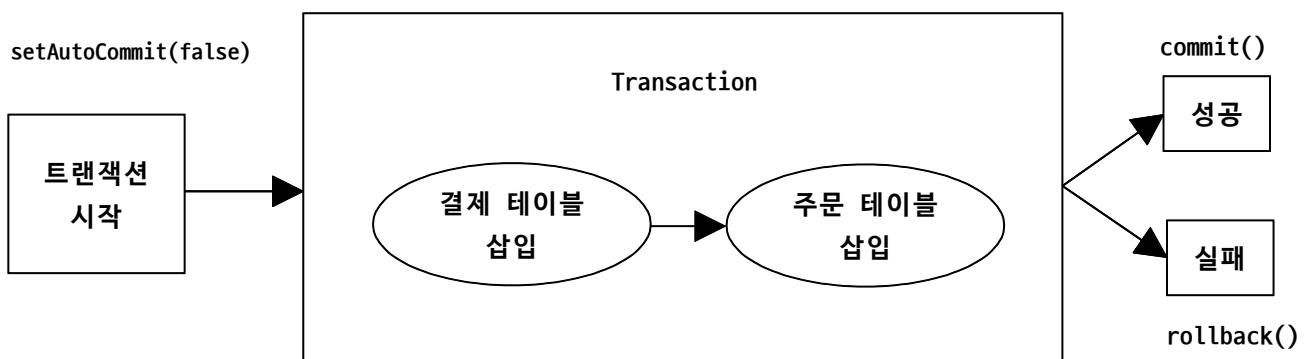 setAutoCommit(false)
트랜잭션
시작
Transaction
결제 테이블
삽입
주문 테이블
삽입
commit()
성공
실패
rollback()